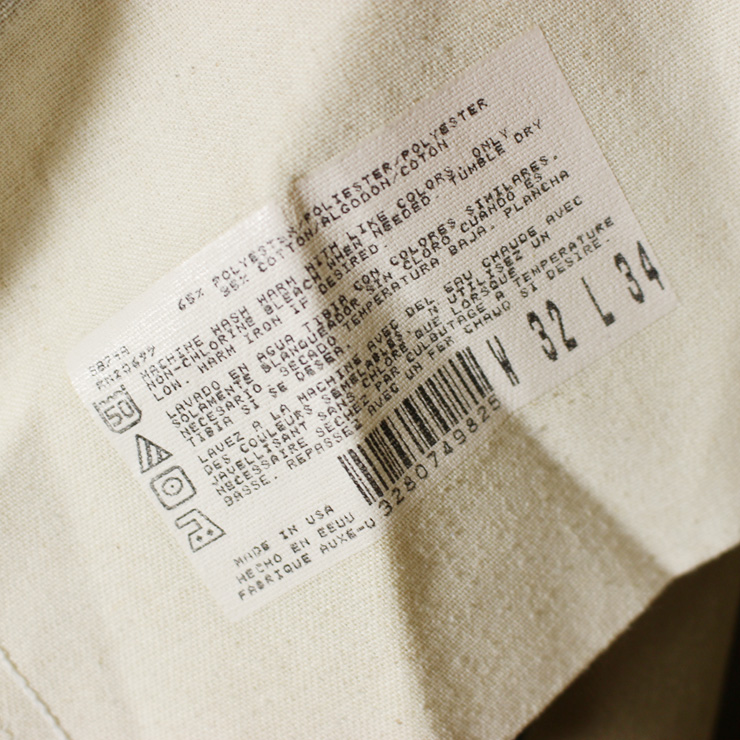 65% POLYESTER/POLIESTER/POLYESTER
35% COTTON/ALGODON/COTON
5874A
RN20697
MACHINE WASH WARM WITH LIKE COLORS. ONLY
NON-CHLORINE BLEACH WHEN NEEDED. TUMBLE DRY
LOW. WARM IRON IF DESIRED.
LAVADO EN AGUA TIBIA CON COLORES SIMILARES.
SOLAMENTE BLANQUEADOR SIN CLORO CUANDO ES
NECESARIO SECADO TEMPERATURA BAJA. PLANCHA
TIBIA SI SE DESEA.
LAVEZ A LA MACHINE AVEC DEL EAU CHAUDE AVEC
DES COULEURS SEMBLABLES. N UTILISEZ UN
JAVELLISANT SANS CHLORE QUE LORSQUE
NECESSAIRE SECHEZ PAR CULBUTAGE A TEMPERATURE
BASSE. REPASSEZ AVEC UN FER CHAUD SI DESIRE.
50
W 32 L 34
3280749825
MADE IN USA
HECHO EN EEUU
FABRIQUE AUXE-U